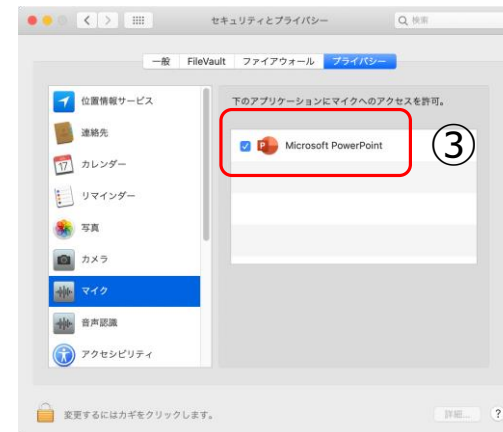 セキュリティとプライバシー
検索
一般 FileVault ファイアウォール プライバシー
位置情報サービス
連絡先
17
カレンダー
リマインダー
写真
カメラ
マイク
音声認識
アクセシビリティ
下のアプリケーションにマイクへのアクセスを許可。
Microsoft PowerPoint
③
変更するにはカギをクリックします。
詳細... ?